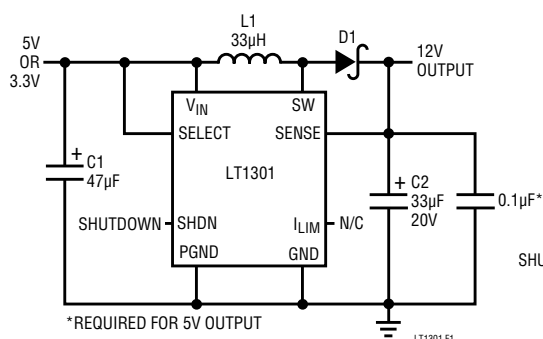 L1
33µH
D1
5V
OR
3.3V
12V
OUTPUT
V_IN
SW
SELECT
SENSE
LT1301
+
C1
47µF
+
C2
33µF
20V
0.1µF*
SHUTDOWN
SHDN
I_LIM
N/C
PGND
GND
SHU
*REQUIRED FOR 5V OUTPUT
LT1301 F1